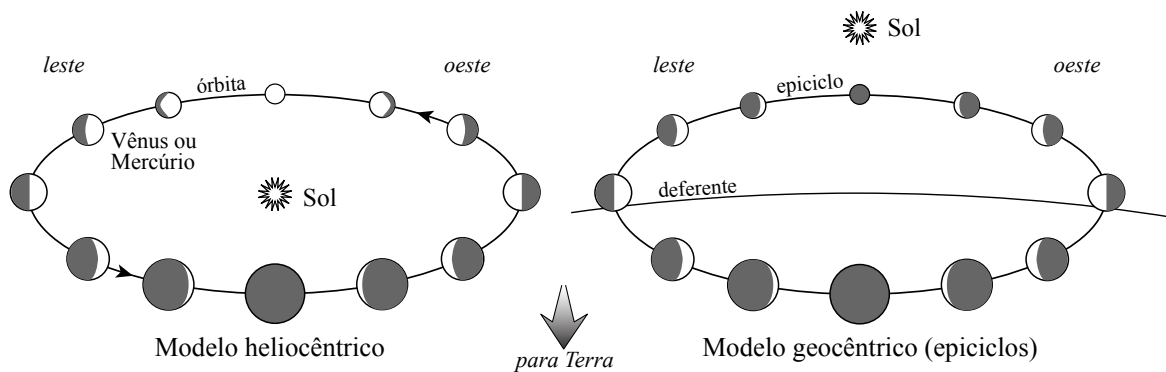 Sol
leste
órbita
oeste
Vênus ou
Mercúrio
Sol
Modelo heliocêntrico
leste
epiciclo
oeste
deferente
Modelo geocêntrico (epiciclos)
para Terra